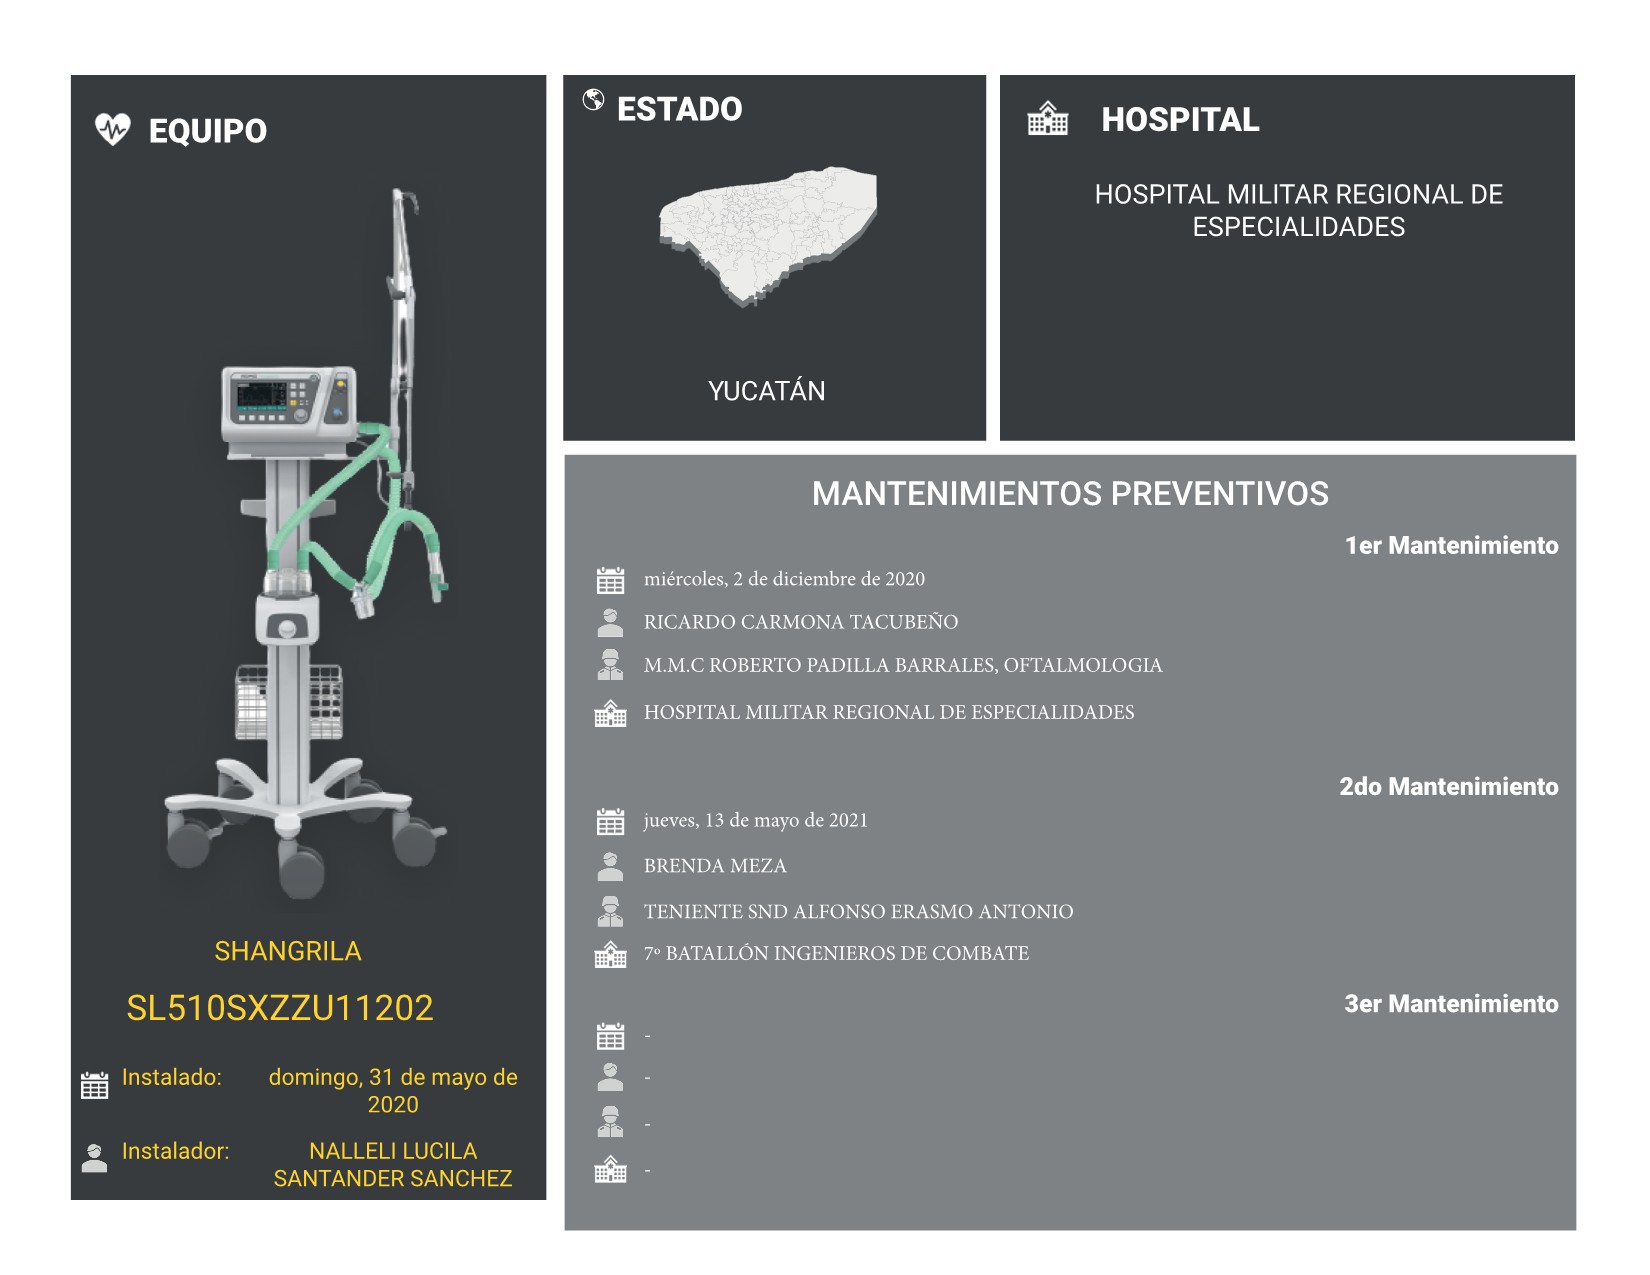 EQUIPO
SHANGRILA
SL510SXZZU11202
Instalado: domingo, 31 de mayo de
2020
Instalador: NALLELI LUCILA
SANTANDER SANCHEZ
ESTADO
YUCATÁN
HOSPITAL
HOSPITAL MILITAR REGIONAL DE
ESPECIALIDADES
MANTENIMIENTOS PREVENTIVOS
1er Mantenimiento
miércoles, 2 de diciembre de 2020
RICARDO CARMONA TACUBEÑO
M.M.C ROBERTO PADILLA BARRALES, OFTALMOLOGIA
HOSPITAL MILITAR REGIONAL DE ESPECIALIDADES
2do Mantenimiento
jueves, 13 de mayo de 2021
BRENDA MEZA
TENIENTE SND ALFONSO ERASMO ANTONIO
7º BATALLÓN INGENIEROS DE COMBATE
3er Mantenimiento
-
-
-
-